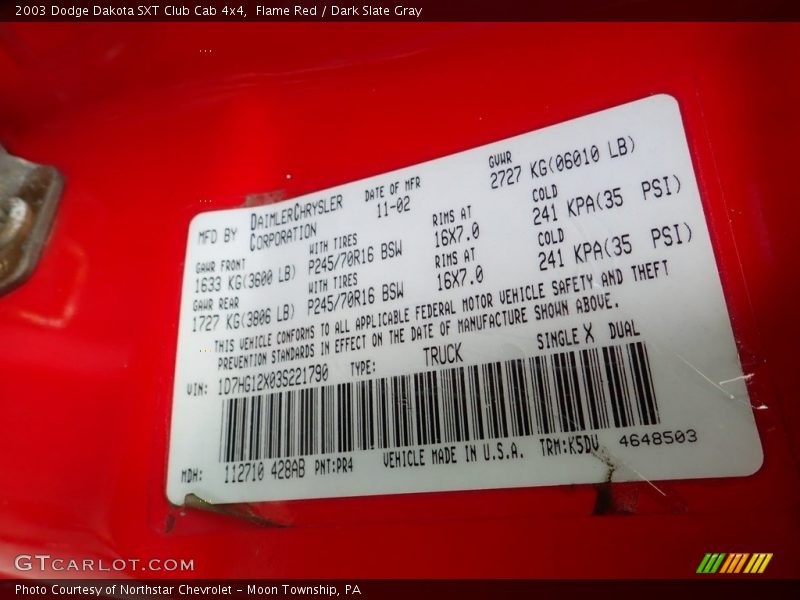 2003 Dodge Dakota SXT Club Cab 4x4,  Flame Red / Dark Slate Gray
MFD BY DAIMLERCHRYSLER CORPORATION DATE OF MFR 11-02 GVWR 2727 KG(06010 LB)
GAWR FRONT 1633 KG(3600 LB) WITH TIRES P245/70R16 BSW RIMS AT 16X7.0 COLD 241 KPA(35 PSI)
GAWR REAR 1727 KG(3806 LB) WITH TIRES P245/70R16 BSW RIMS AT 16X7.0 COLD 241 KPA(35 PSI)
THIS VEHICLE CONFORMS TO ALL APPLICABLE FEDERAL MOTOR VEHICLE SAFETY AND THEFT
PREVENTION STANDARDS IN EFFECT ON THE DATE OF MANUFACTURE SHOWN ABOVE.
VIN: 1D7HG12X03S221790 TYPE: TRUCK SINGLE X DUAL
MDH: 112710 428AB PNT:PR4 VEHICLE MADE IN U.S.A. TRM:K5DV 4648503
GTCARLOT.COM
Photo Courtesy of Northstar Chevrolet - Moon Township, PA